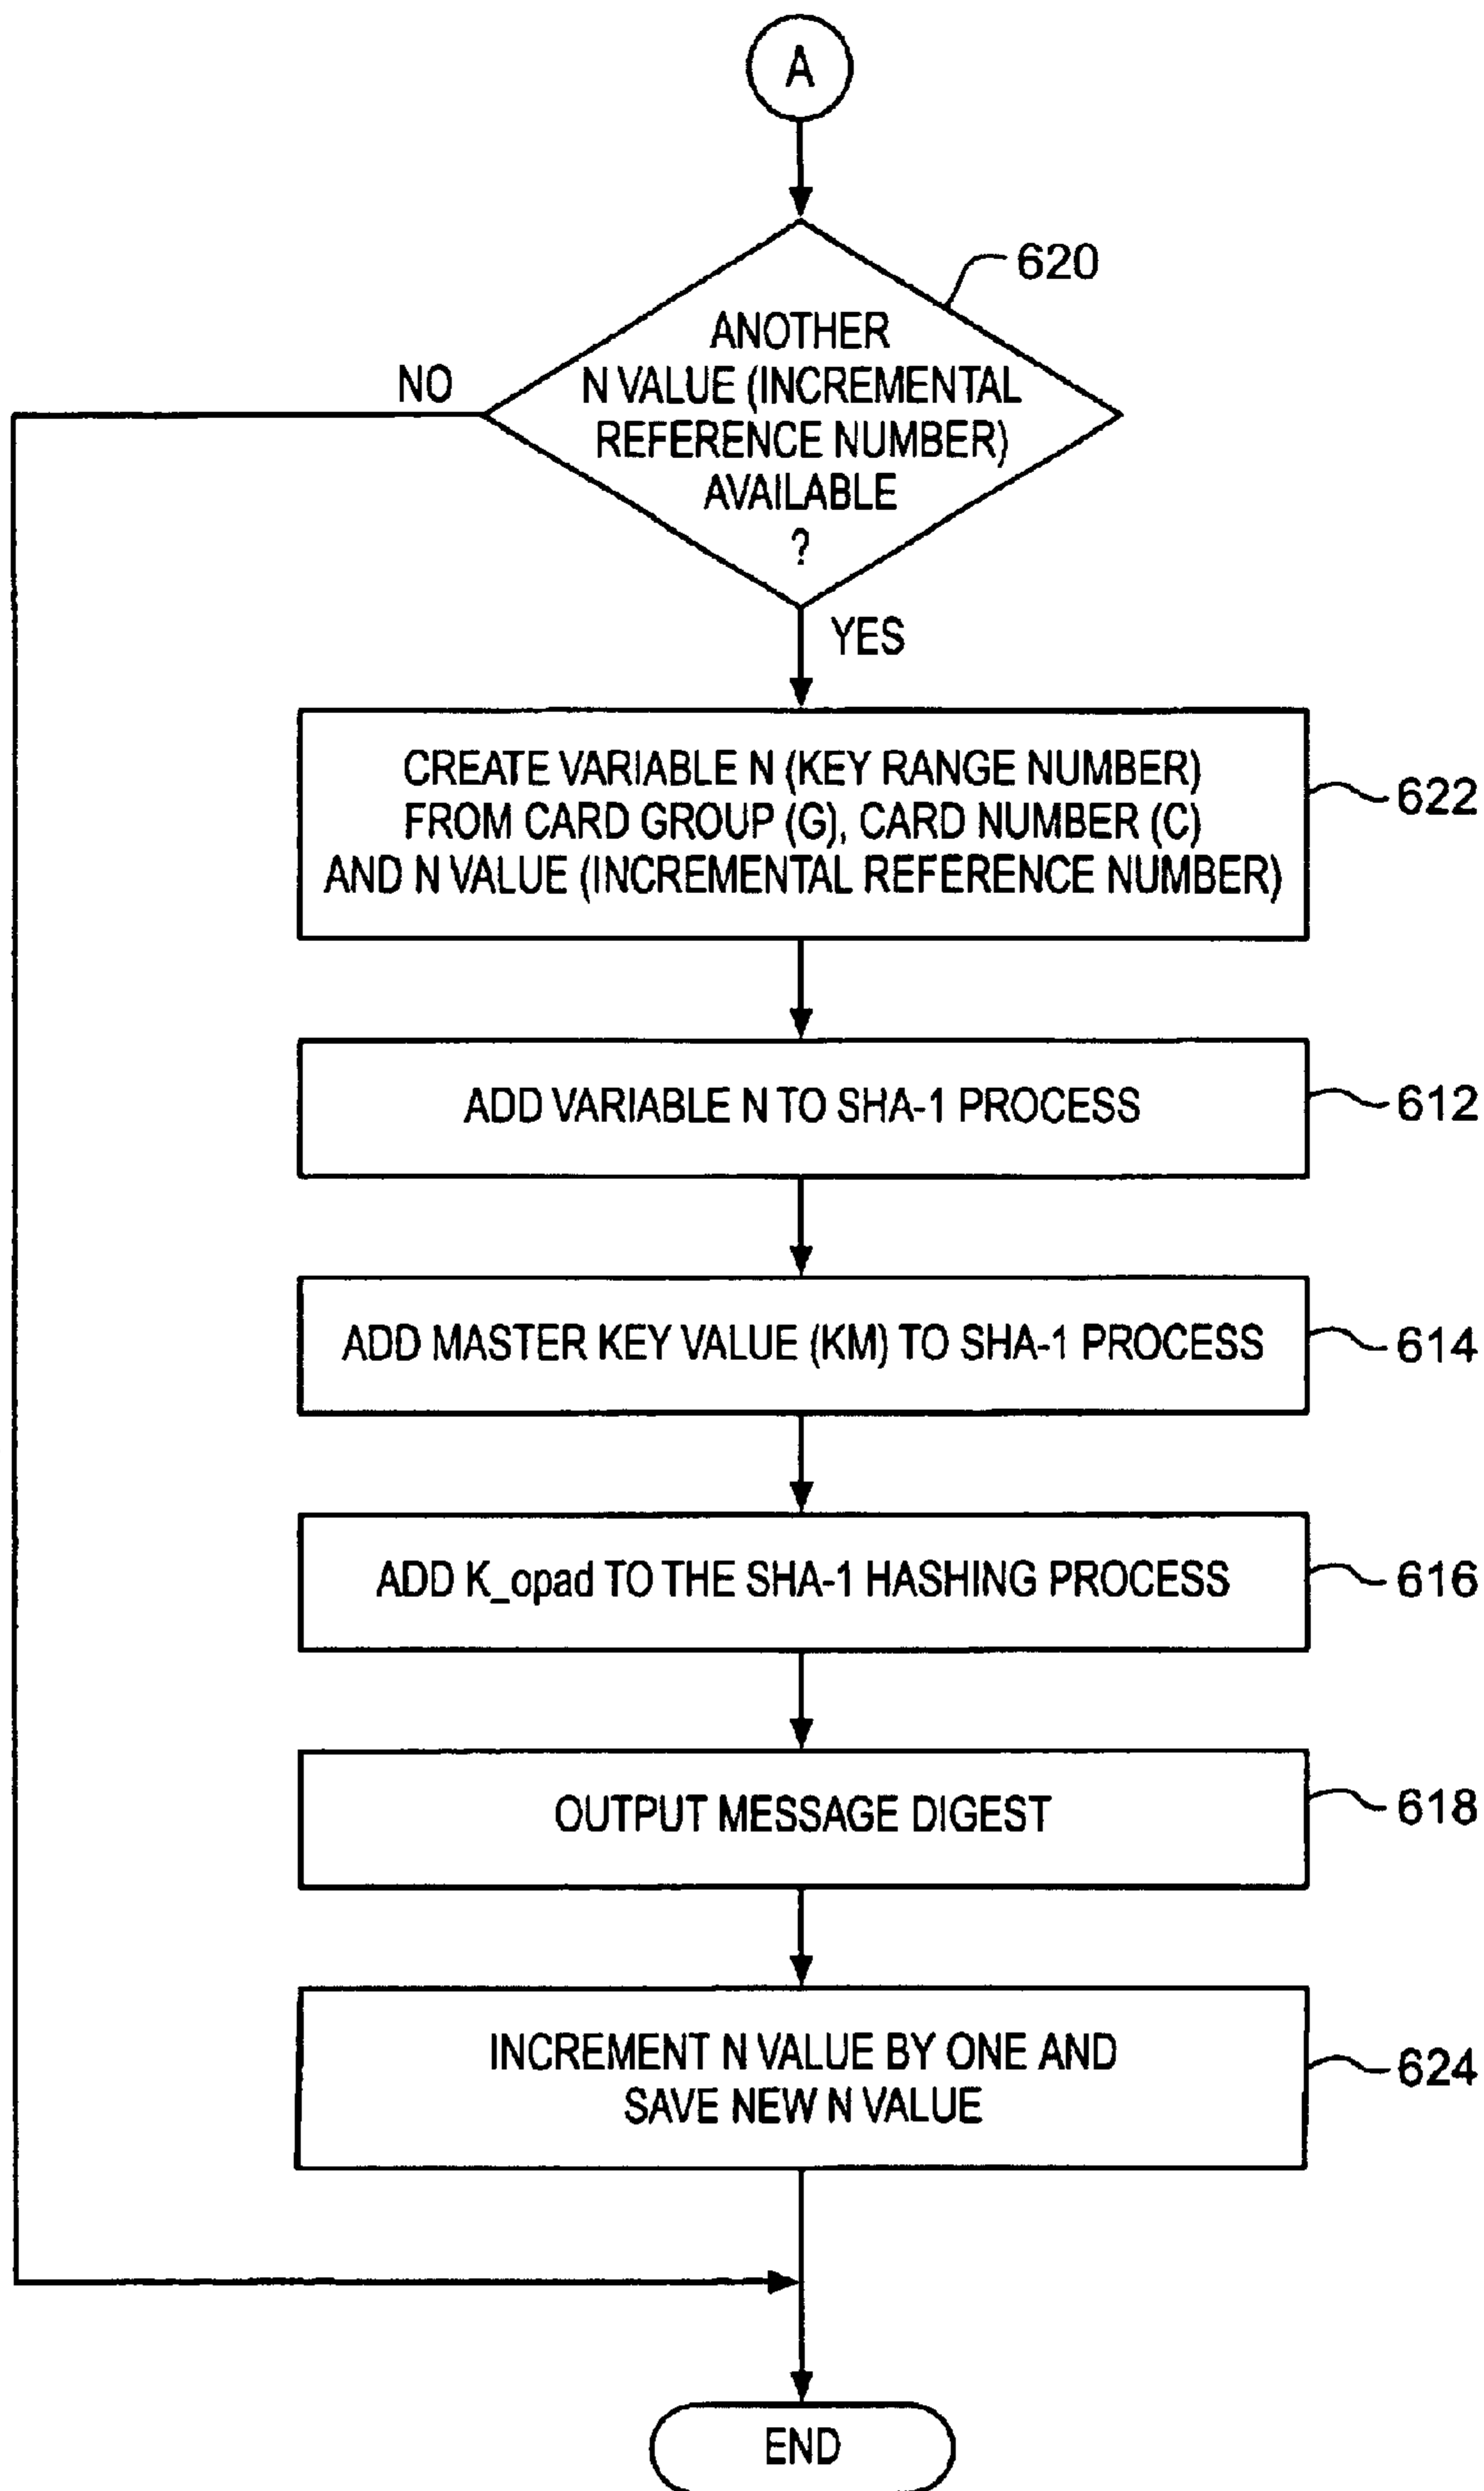 A
620
ANOTHER
NO
N VALUE (INCREMENTAL
REFERENCE NUMBER)
AVAILABLE
?
YES
CREATE VARIABLE N (KEY RANGE NUMBER)
FROM CARD GROUP (G), CARD NUMBER (C)
AND N VALUE (INCREMENTAL REFERENCE NUMBER)
622
ADD VARIABLE N TO SHA-1 PROCESS
612
ADD MASTER KEY VALUE (KM) TO SHA-1 PROCESS
614
ADD K_opad TO THE SHA-1 HASHING PROCESS
616
OUTPUT MESSAGE DIGEST
618
INCREMENT N VALUE BY ONE AND
SAVE NEW N VALUE
624
END